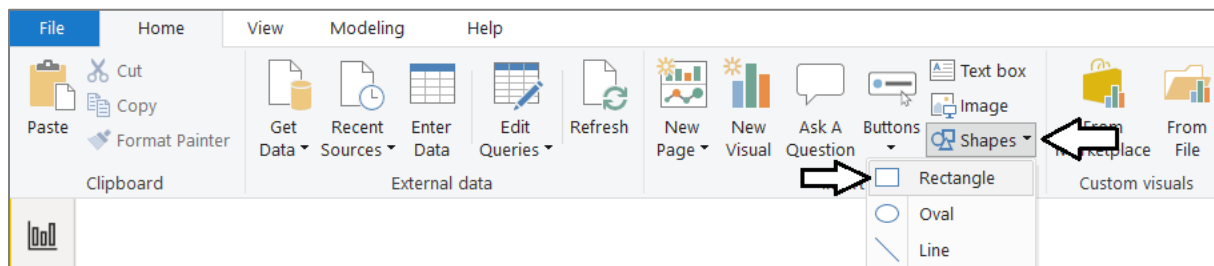 File Home View Modeling Help
Cut
Copy
Format Painter
Paste
Get Data
Recent Sources
Enter Data
Edit Queries
Refresh
New Page
New Visual
Ask A Question
Buttons
Text box
Image
Shapes
From
From File
Clipboard
External data
Custom visuals
Rectangle
Oval
Line